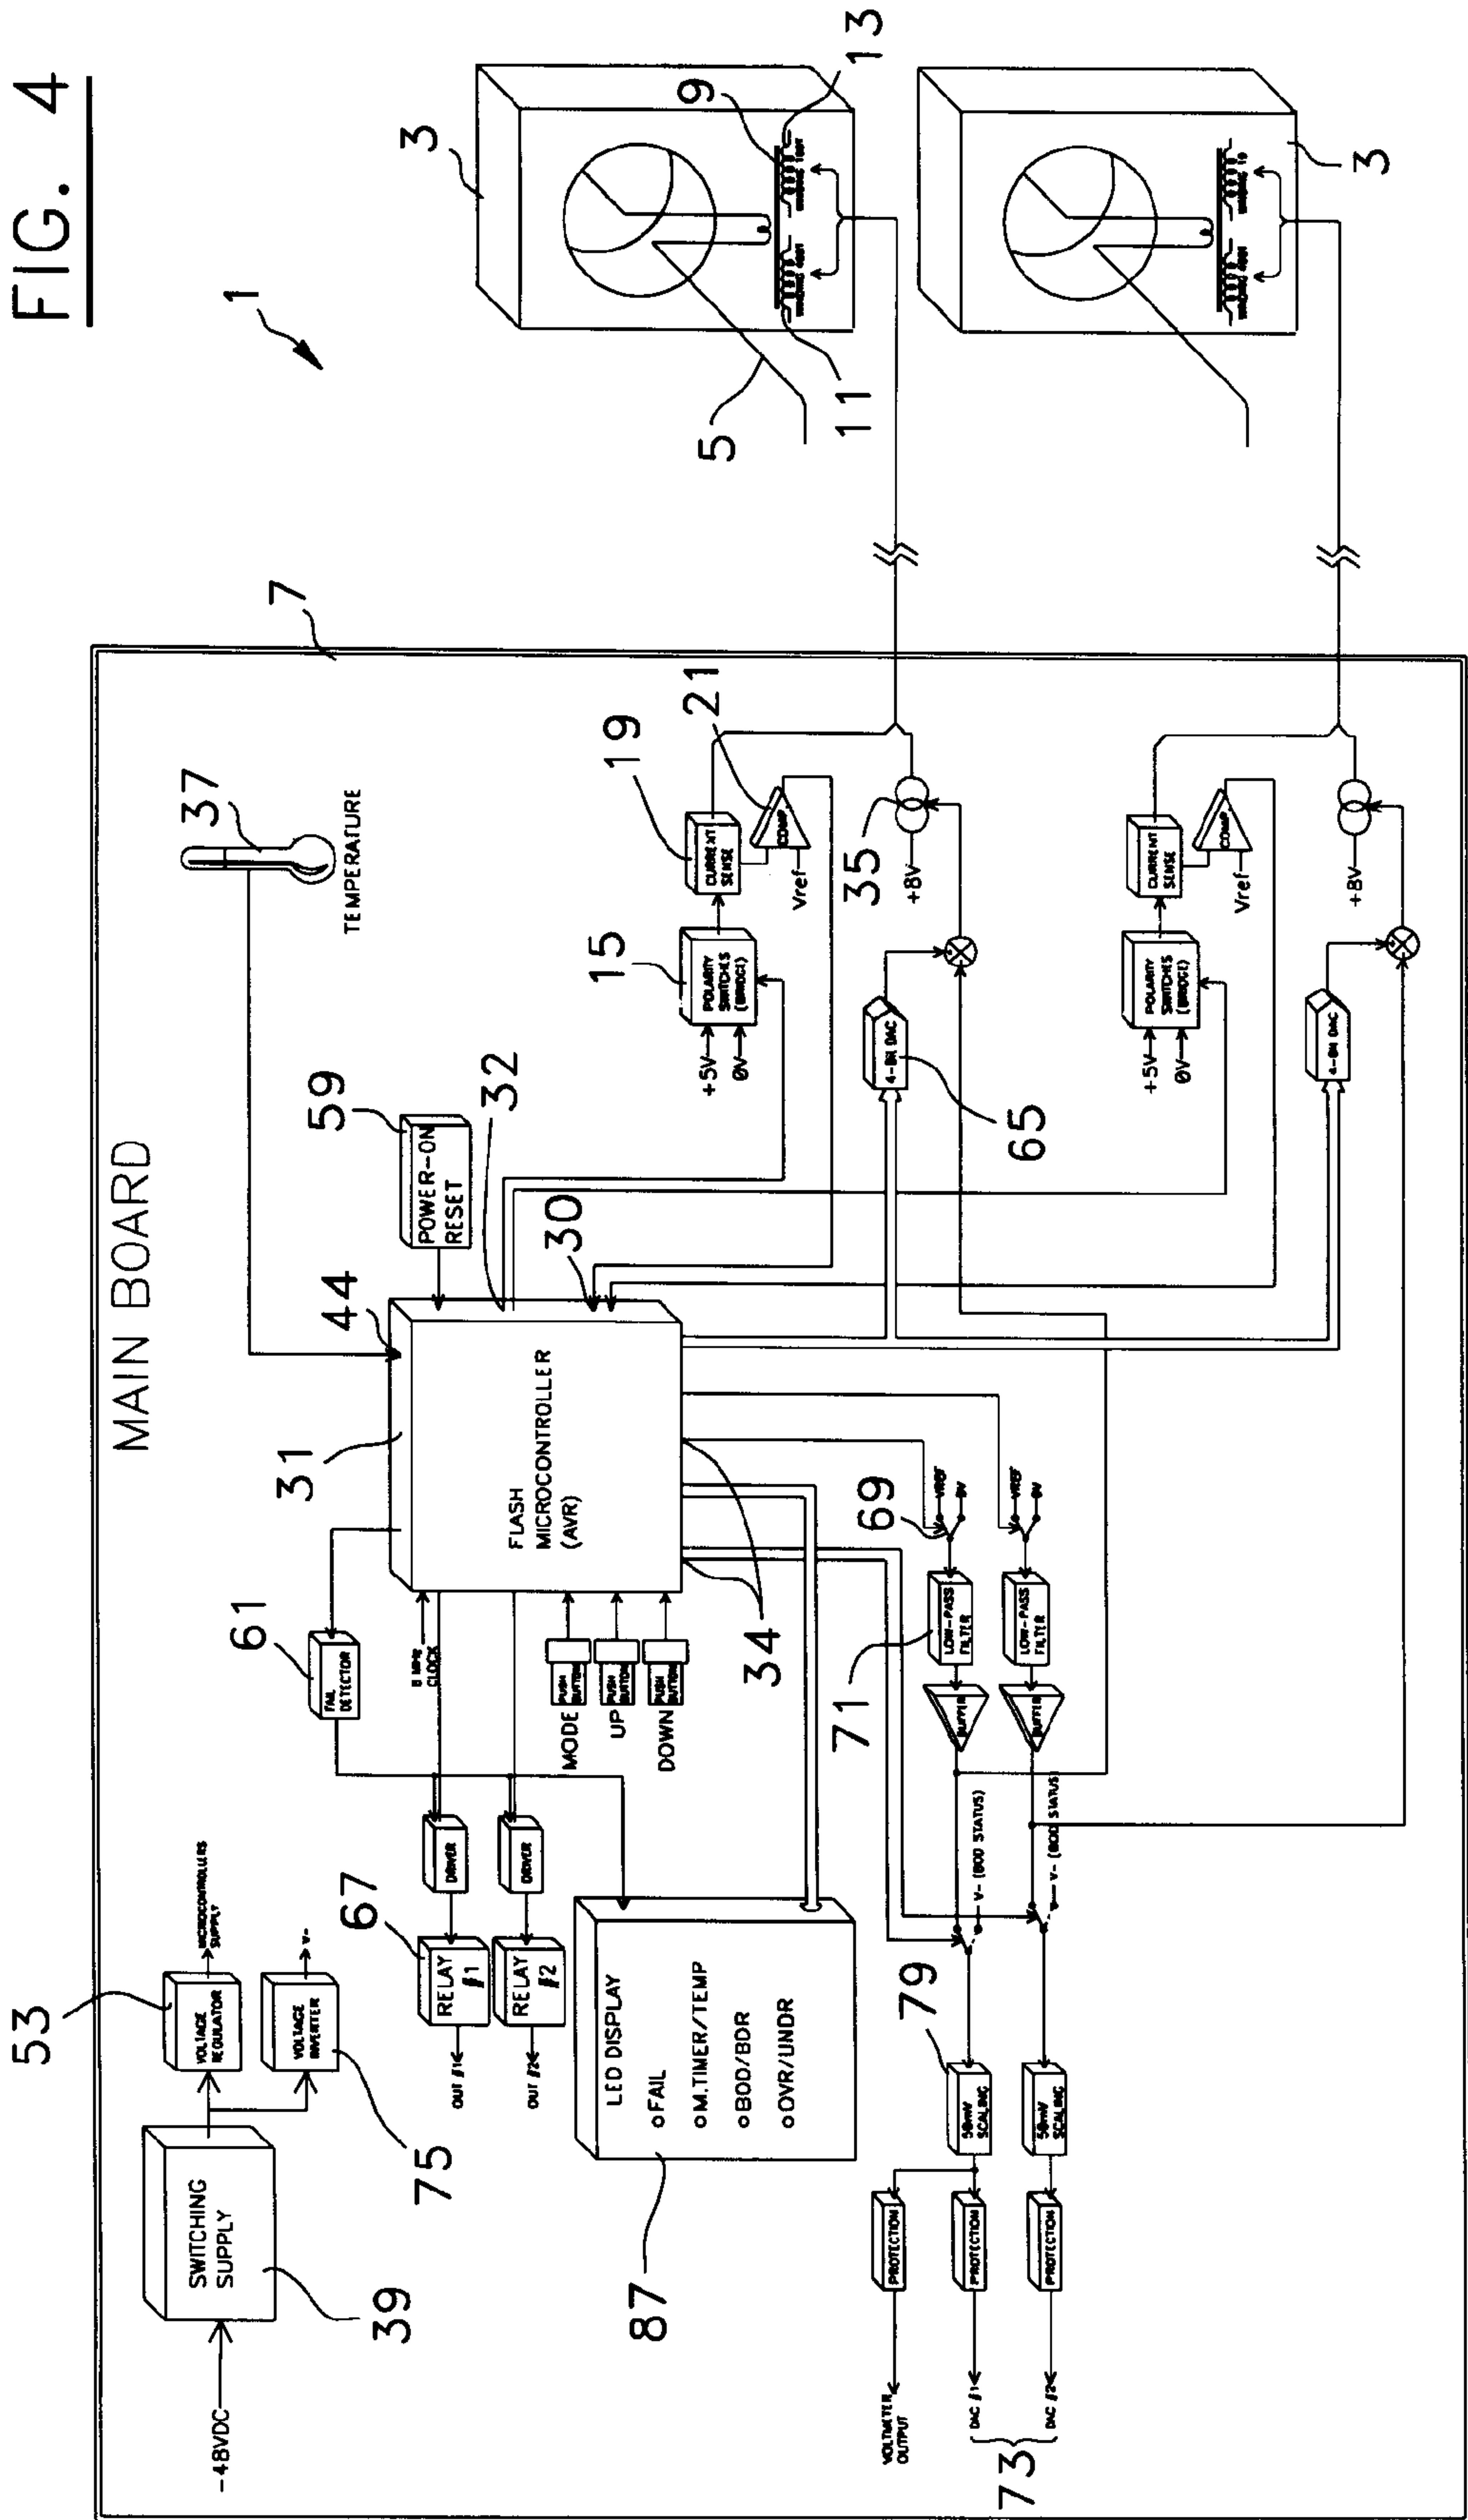 FIG. 4
1
MAIN BOARD
7
-48VDC
SWITCHING
SUPPLY
39
53
VOLTAGE
REGULATOR
MICROCONTROLLERS
SUPPLY
VOLTAGE
INVERTER
V-
75
61
FAIL
DETECTOR
31
44
FLASH
MICROCONTROLLER
(AVR)
8 MHz
CLOCK
59
POWER-ON
RESET
32
30
34
37
TEMPERATURE
67
RELAY
#1
RELAY
#2
DRIVER
DRIVER
OUT #1
OUT #2
MODE
PUSH
BUTTON
UP
PUSH
BUTTON
DOWN
PUSH
BUTTON
LED DISPLAY
FAIL
M.TIMER/TEMP
BOD/BDR
OVR/UNDR
87
15
+5V
0V
POLARITY
SWITCHES
(BRIDGE)
19
CURRENT
SENSE
21
COMP.
Vref
35
+8V
4-Bit DAC
65
+5V
0V
POLARITY
SWITCHES
(BRIDGE)
CURRENT
SENSE
COMP.
Vref
+8V
4-Bit DAC
69
VREF
0V
VREF
0V
71
LOW-PASS
FILTER
LOW-PASS
FILTER
BUFFER
BUFFER
V- (BOD STATUS)
V- (BOD STATUS)
79
50mV
SCALING
50mV
SCALING
PROTECTION
PROTECTION
PROTECTION
VOLTMETER
OUTPUT
DAC #1
DAC #2
73
3
5
9
11
13
3